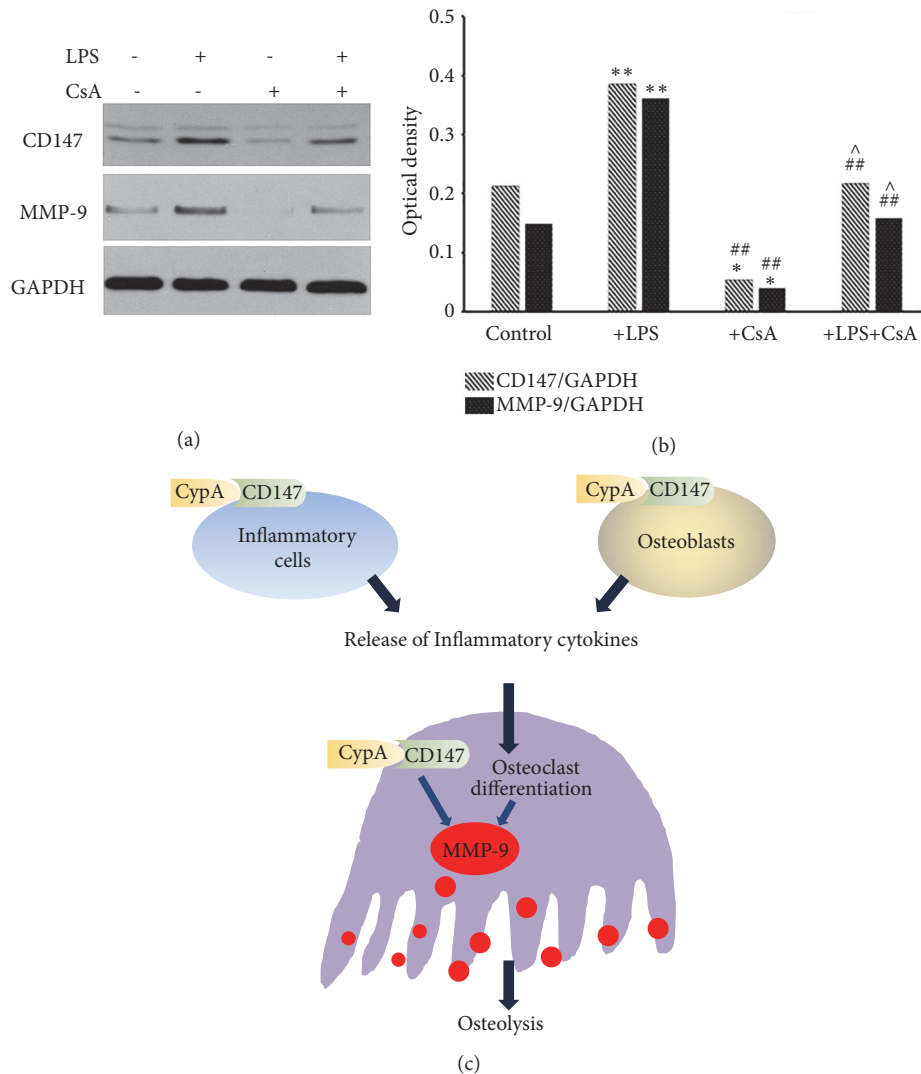 LPS - + - +
CsA - - + +
CD147
MMP-9
GAPDH
(a)
Optical density
0.5
0.4
0.3
0.2
0.1
0
** **
## * ## *
^ ## ^ ##
Control +LPS +CsA +LPS+CsA
CD147/GAPDH
MMP-9/GAPDH
(b)
CypA CD147
Inflammatory
cells
CypA CD147
Osteoblasts
Release of Inflammatory cytokines
CypA CD147
Osteoclast
differentiation
MMP-9
Osteolysis
(c)